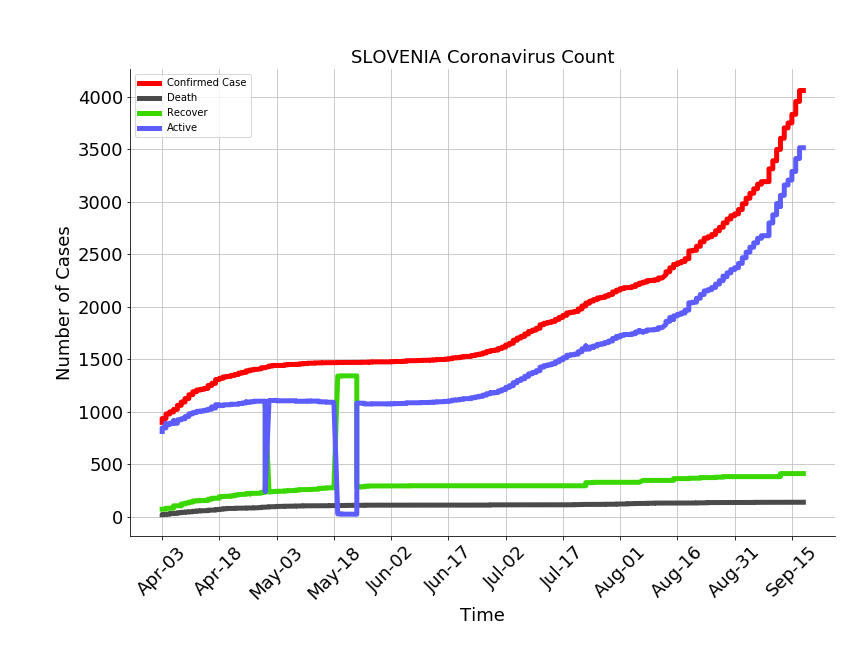 SLOVENIA Coronavirus Count
Confirmed Case
Death
Recover
Active
Number of Cases
4000
3500
3000
2500
2000
1500
1000
500
0
Apr-03
Apr-18
May-03
May-18
Jun-02
Jun-17
Jul-02
Jul-17
Aug-01
Aug-16
Aug-31
Sep-15
Time